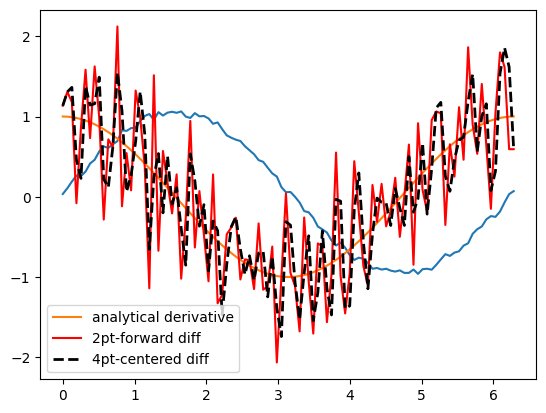 2
1
0
−1
−2
analytical derivative
2pt-forward diff
4pt-centered diff
0 1 2 3 4 5 6